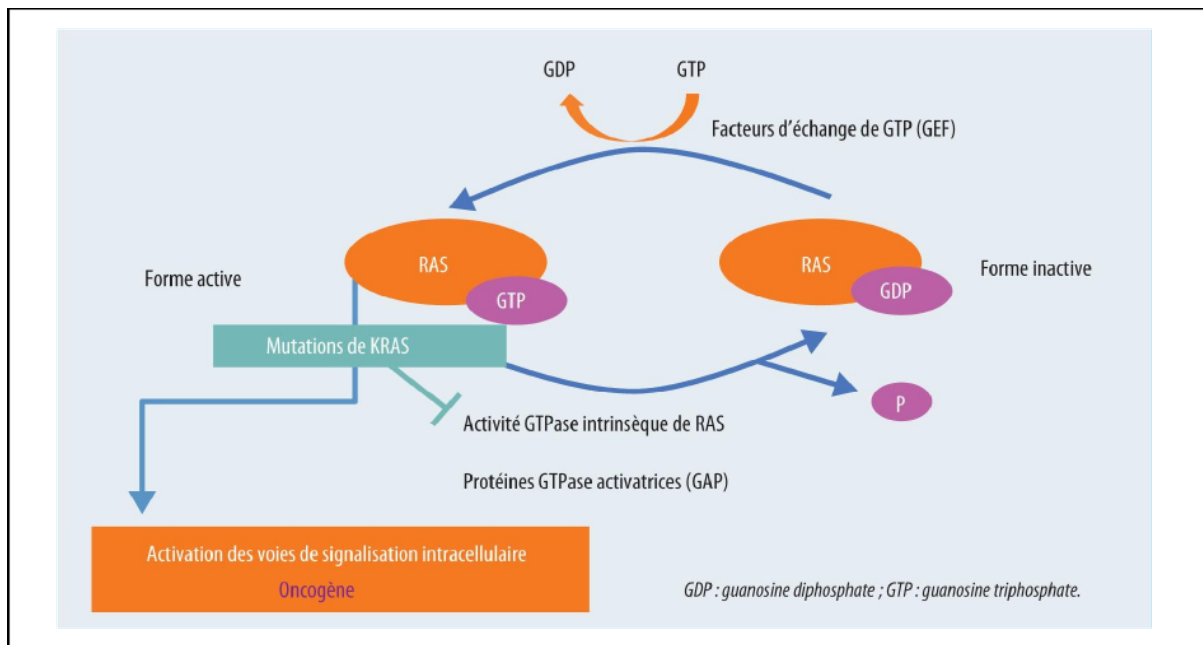 GDP
GTP
Facteurs d'échange de GTP (GEF)
RAS
GTP
Forme active
RAS
GDP
Forme inactive
Mutations de KRAS
P
Activité GTPase intrinsèque de RAS
Protéines GTPase activatrices (GAP)
Activation des voies de signalisation intracellulaire
Oncogène
GDP : guanosine diphosphate ; GTP : guanosine triphosphate.